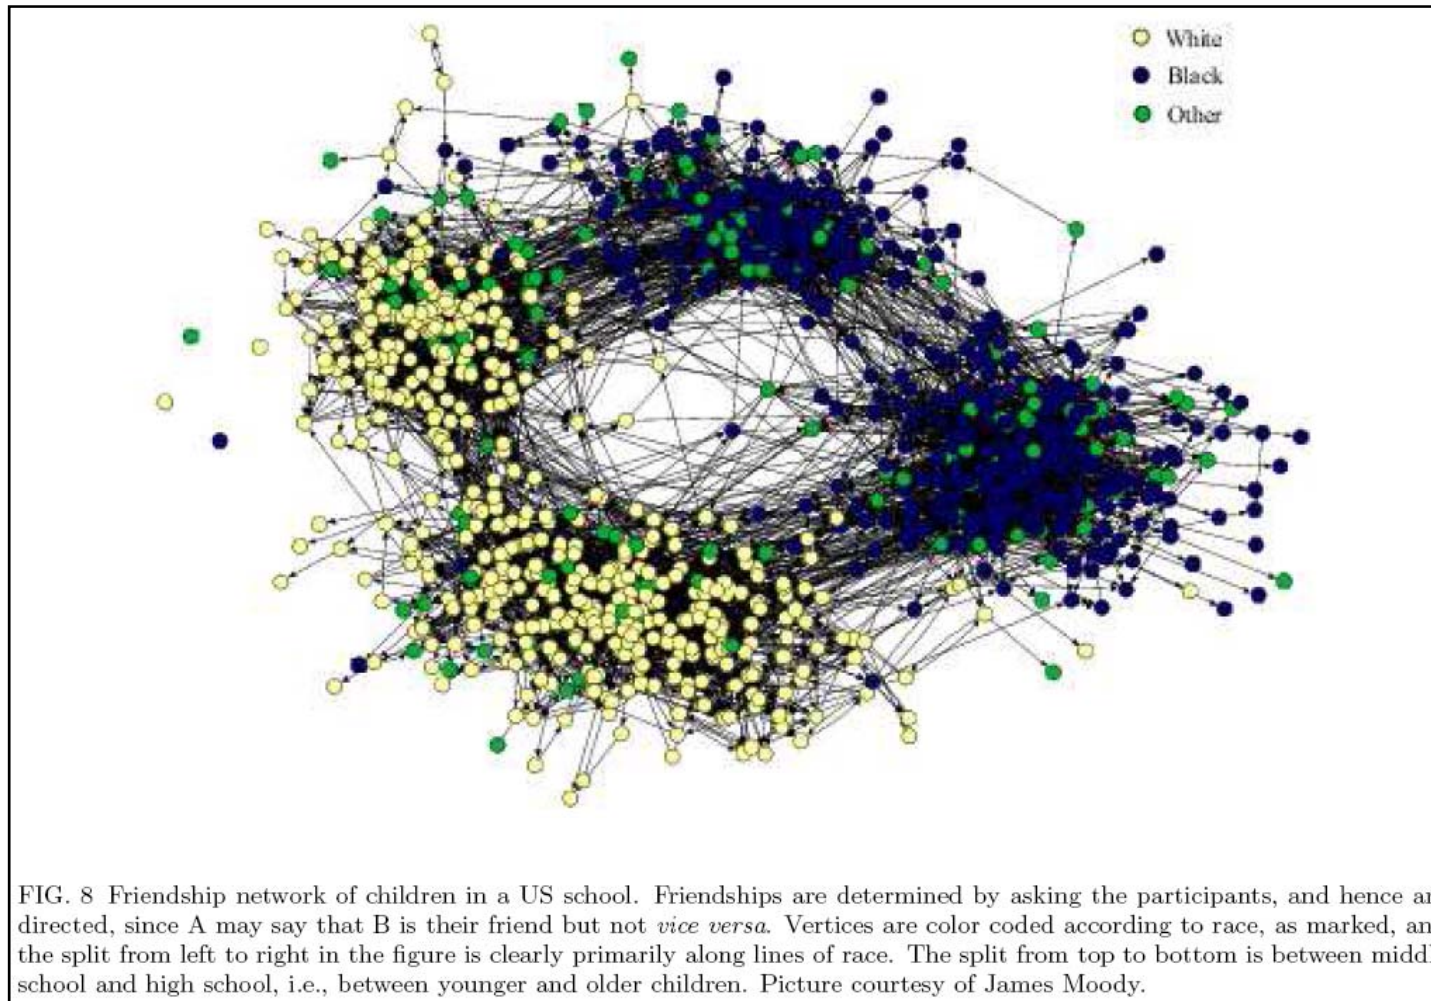 White
Black
Other
FIG. 8 Friendship network of children in a US school. Friendships are determined by asking the participants, and hence ar
directed, since A may say that B is their friend but not vice versa. Vertices are color coded according to race, as marked, an
the split from left to right in the figure is clearly primarily along lines of race. The split from top to bottom is between middl
school and high school, i.e., between younger and older children. Picture courtesy of James Moody.